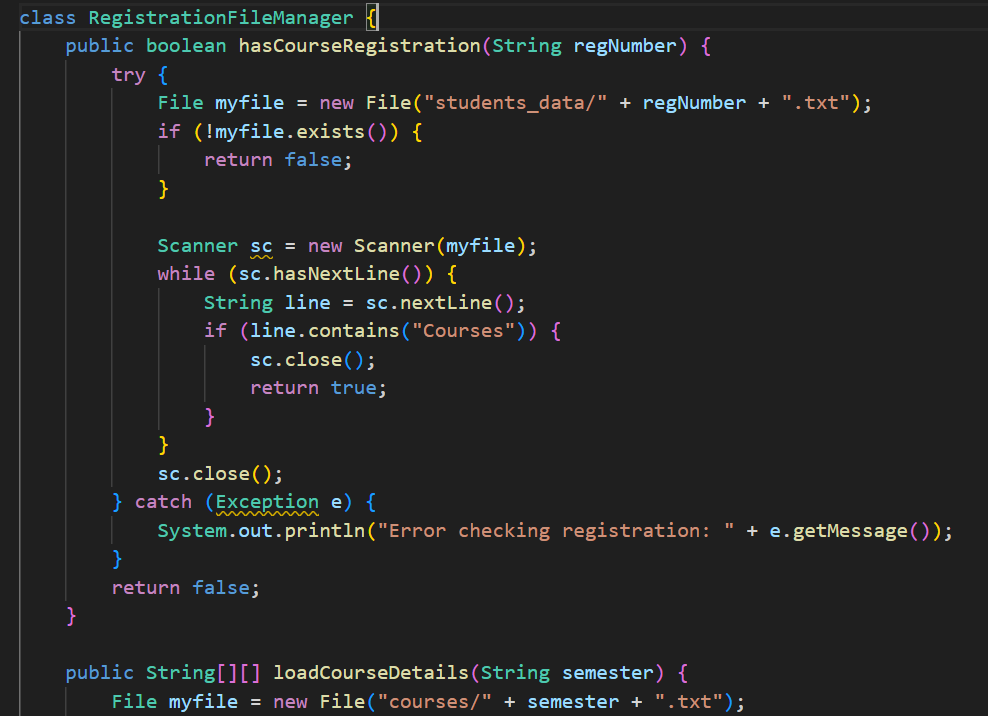 class RegistrationFileManager {
    public boolean hasCourseRegistration(String regNumber) {
        try {
            File myfile = new File("students_data/" + regNumber + ".txt");
            if (!myfile.exists()) {
                return false;
            }

            Scanner sc = new Scanner(myfile);
            while (sc.hasNextLine()) {
                String line = sc.nextLine();
                if (line.contains("Courses")) {
                    sc.close();
                    return true;
                }
            }
            sc.close();
        } catch (Exception e) {
            System.out.println("Error checking registration: " + e.getMessage());
        }
        return false;
    }

    public String[][] loadCourseDetails(String semester) {
        File myfile = new File("courses/" + semester + ".txt");